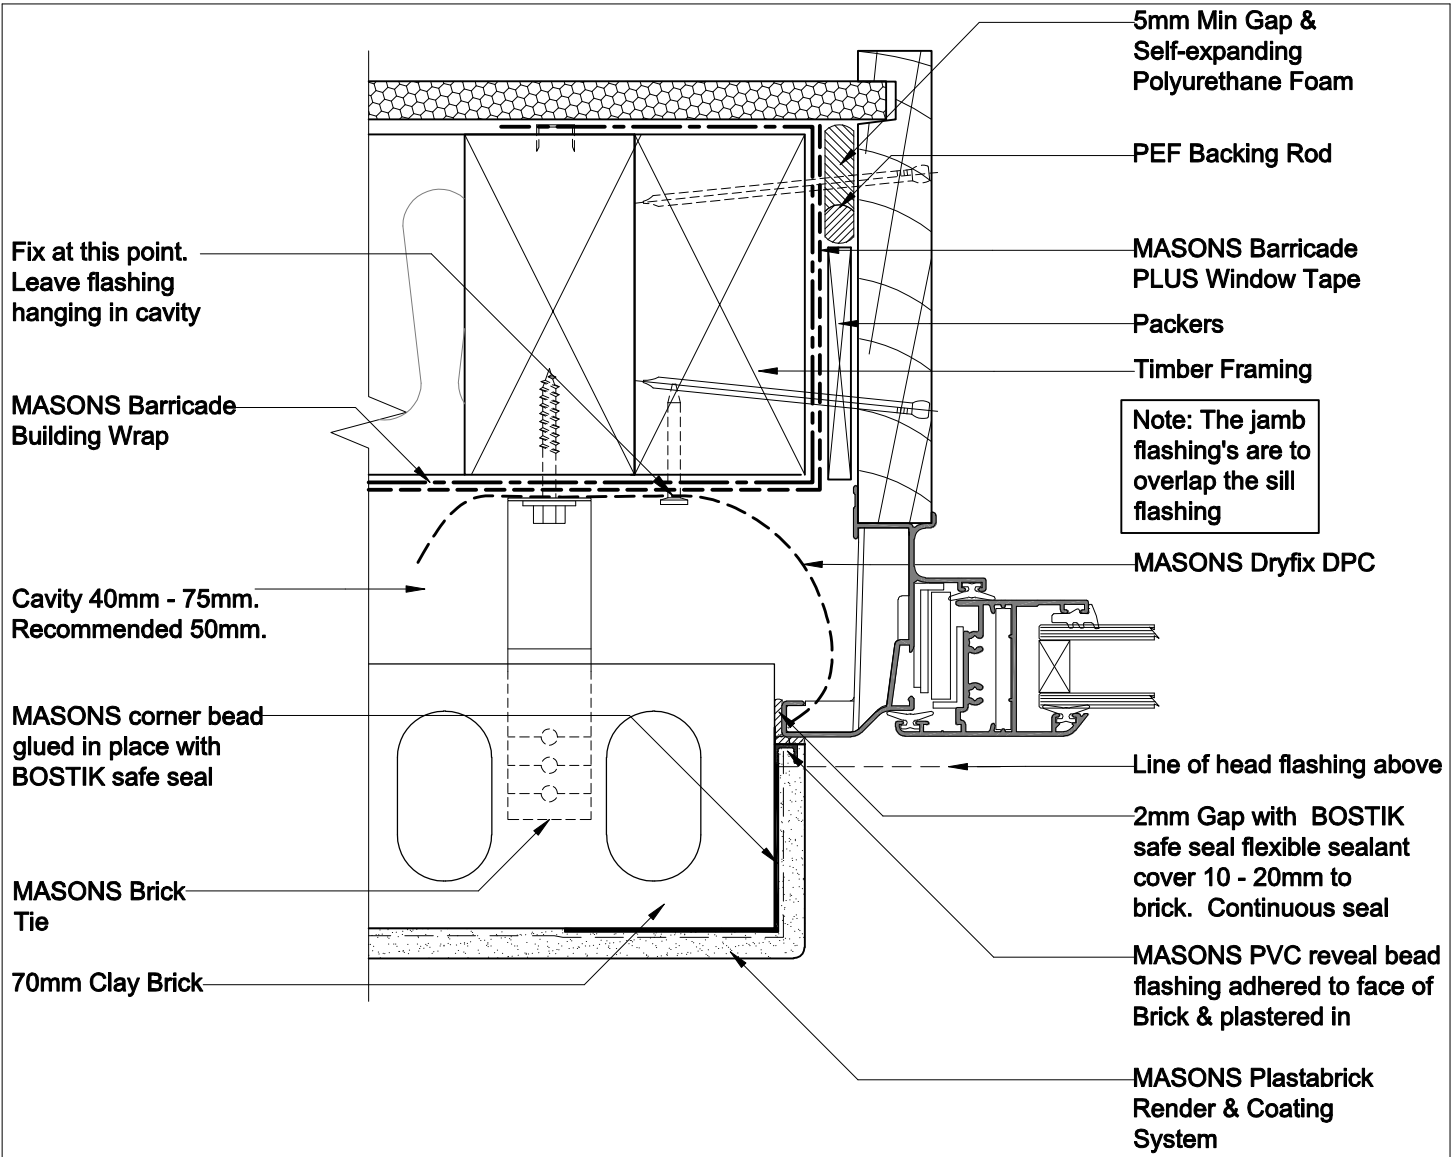 5mm Min Gap &
Self-expanding
Polyurethane Foam
PEF Backing Rod
Fix at this point.
Leave flashing
hanging in cavity
MASONS Barricade
PLUS Window Tape
Packers
Timber Framing
MASONS Barricade
Building Wrap
Note: The jamb
flashing's are to
overlap the sill
flashing
MASONS Dryfix DPC
Cavity 40mm - 75mm.
Recommended 50mm.
MASONS corner bead
glued in place with
BOSTIK safe seal
Line of head flashing above
2mm Gap with BOSTIK
safe seal flexible sealant
cover 10 - 20mm to
brick. Continuous seal
MASONS Brick
Tie
MASONS PVC reveal bead
flashing adhered to face of
Brick & plastered in
70mm Clay Brick
MASONS Plastabrick
Render & Coating
System